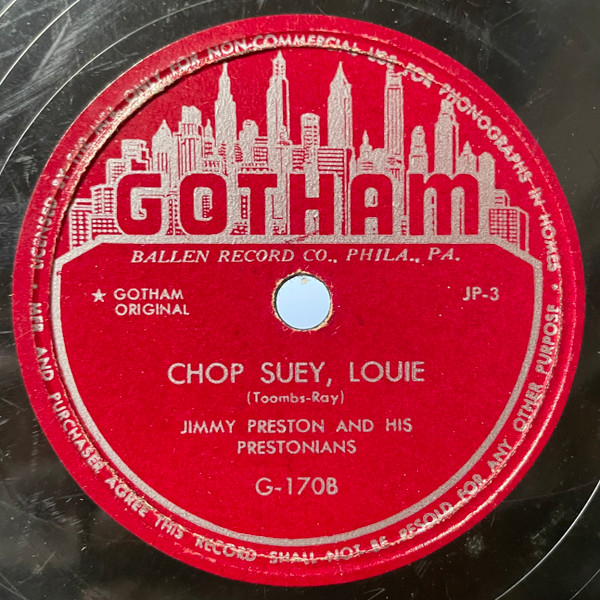 LICENSED BY MFR. ONLY FOR NON-COMMERCIAL USE FOR PHONOGRAPHS IN HOMES
GOTHAM
BALLEN RECORD CO., PHILA., PA.
★ GOTHAM
ORIGINAL
JP-3
CHOP SUEY, LOUIE
(Toombs-Ray)
JIMMY PRESTON AND HIS
PRESTONIANS
G-170B
MFR AND PURCHASER AGREE THIS RECORD SHALL NOT BE RESOLD FOR ANY OTHER PURPOSE